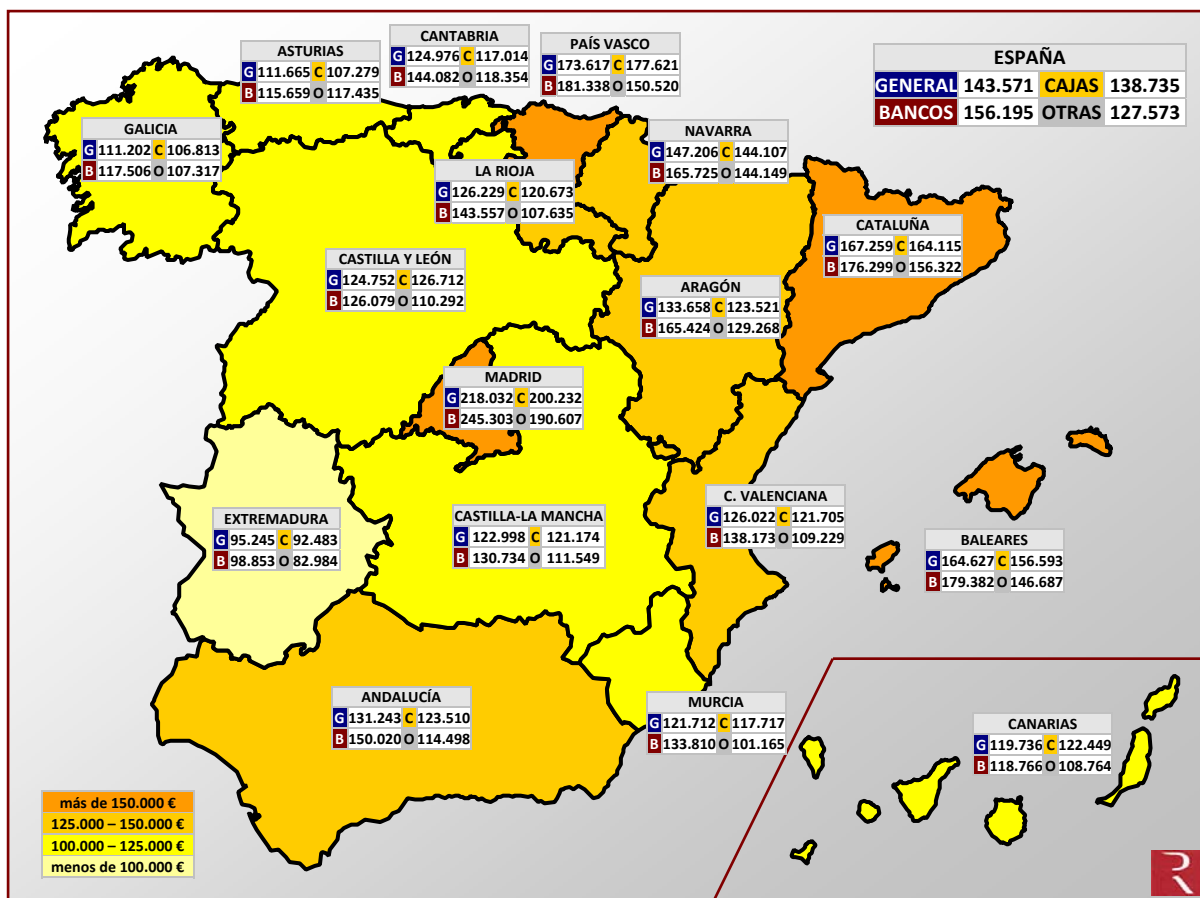 ASTURIAS
G 111.665 C 107.279
B 115.659 O 117.435
CANTABRIA
G 124.976 C 117.014
B 144.082 O 118.354
PAÍS VASCO
G 173.617 C 177.621
B 181.338 O 150.520
ESPAÑA
GENERAL 143.571 CAJAS 138.735
BANCOS 156.195 OTRAS 127.573
GALICIA
G 111.202 C 106.813
B 117.506 O 107.317
NAVARRA
G 147.206 C 144.107
B 165.725 O 144.149
LA RIOJA
G 126.229 C 120.673
B 143.557 O 107.635
CATALUÑA
G 167.259 C 164.115
B 176.299 O 156.322
CASTILLA Y LEÓN
G 124.752 C 126.712
B 126.079 O 110.292
ARAGÓN
G 133.658 C 123.521
B 165.424 O 129.268
MADRID
G 218.032 C 200.232
B 245.303 O 190.607
C. VALENCIANA
G 126.022 C 121.705
B 138.173 O 109.229
EXTREMADURA
G 95.245 C 92.483
B 98.853 O 82.984
CASTILLA-LA MANCHA
G 122.998 C 121.174
B 130.734 O 111.549
BALEARES
G 164.627 C 156.593
B 179.382 O 146.687
ANDALUCÍA
G 131.243 C 123.510
B 150.020 O 114.498
MURCIA
G 121.712 C 117.717
B 133.810 O 101.165
CANARIAS
G 119.736 C 122.449
B 118.766 O 108.764
más de 150.000 €
125.000 – 150.000 €
100.000 – 125.000 €
menos de 100.000 €
R